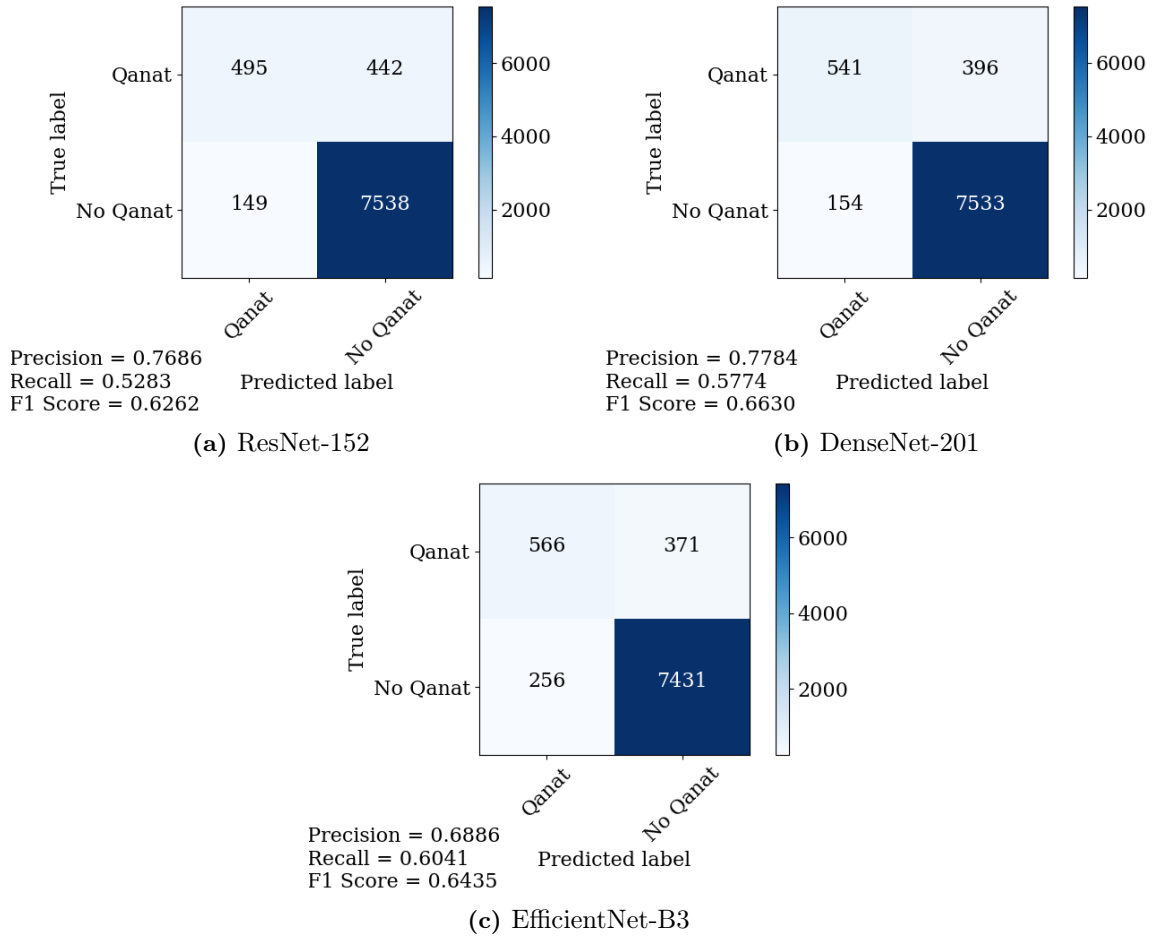 Qanat
495
442
No Qanat
149
7538
6000
4000
2000
True label
Qanat
No Qanat
Predicted label
Precision = 0.7686
Recall = 0.5283
F1 Score = 0.6262
(a) ResNet-152
Qanat
541
396
No Qanat
154
7533
6000
4000
2000
True label
Qanat
No Qanat
Predicted label
Precision = 0.7784
Recall = 0.5774
F1 Score = 0.6630
(b) DenseNet-201
Qanat
566
371
No Qanat
256
7431
6000
4000
2000
True label
Qanat
No Qanat
Predicted label
Precision = 0.6886
Recall = 0.6041
F1 Score = 0.6435
(c) EfficientNet-B3